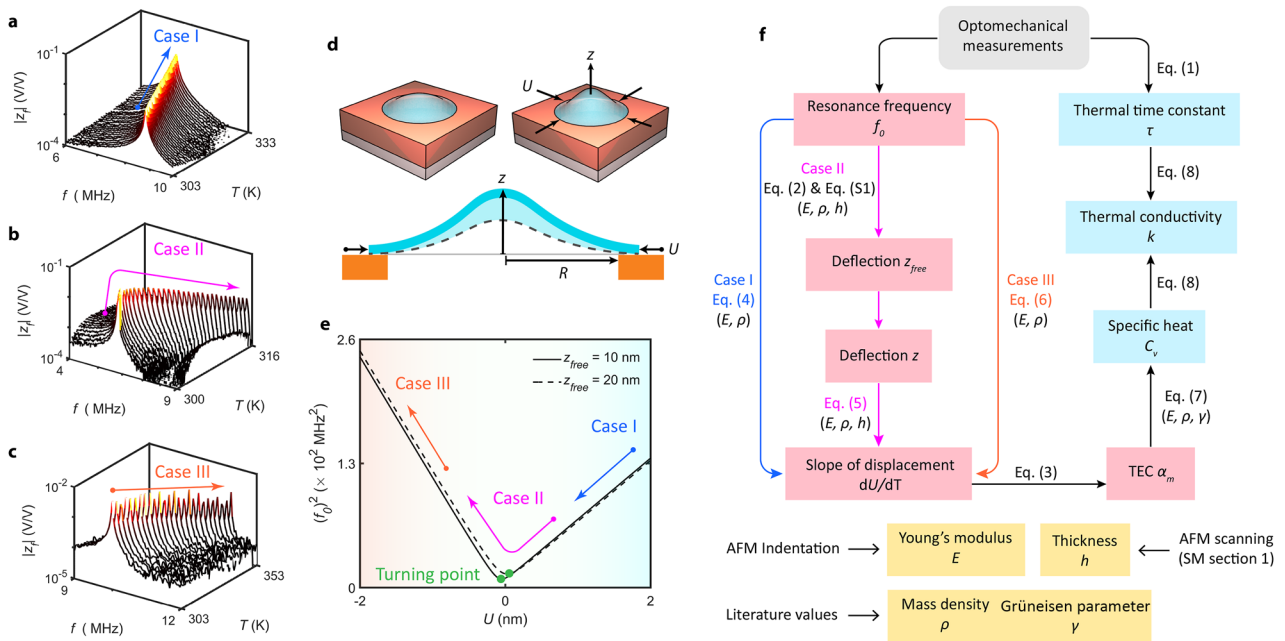 a
Case I
10⁻¹
|z_f| (V/V)
10⁻⁴
6
f ( MHz)
10
303
T (K)
333
b
Case II
10⁻¹
|z_f| (V/V)
10⁻⁴
4
f ( MHz)
9
300
T (K)
316
c
Case III
10⁻²
|z_f| (V/V)
10⁻⁵
9
f ( MHz)
12
303
T (K)
353
d
z
U
z
U
R
e
2.6
z_free = 10 nm
z_free = 20 nm
Case III
Case I
1.3
Case II
(f₀)² (× 10² MHz²)
Turning point
0
-2
0
2
U (nm)
f
Optomechanical
measurements
Eq. (1)
Resonance frequency
f₀
Thermal time constant
τ
Case II
Eq. (2) & Eq. (S1)
(E, ρ, h)
Eq. (8)
Thermal conductivity
k
Deflection z_free
Case I
Eq. (4)
(E, ρ)
Case III
Eq. (6)
(E, ρ)
Eq. (8)
Specific heat
C_v
Deflection z
Eq. (5)
(E, ρ, h)
Eq. (7)
(E, ρ, γ)
Slope of displacement
dU/dT
Eq. (3)
TEC α_m
AFM Indentation
Young's modulus
E
Thickness
h
AFM scanning
(SM section 1)
Literature values
Mass density
ρ
Grüneisen parameter
γ